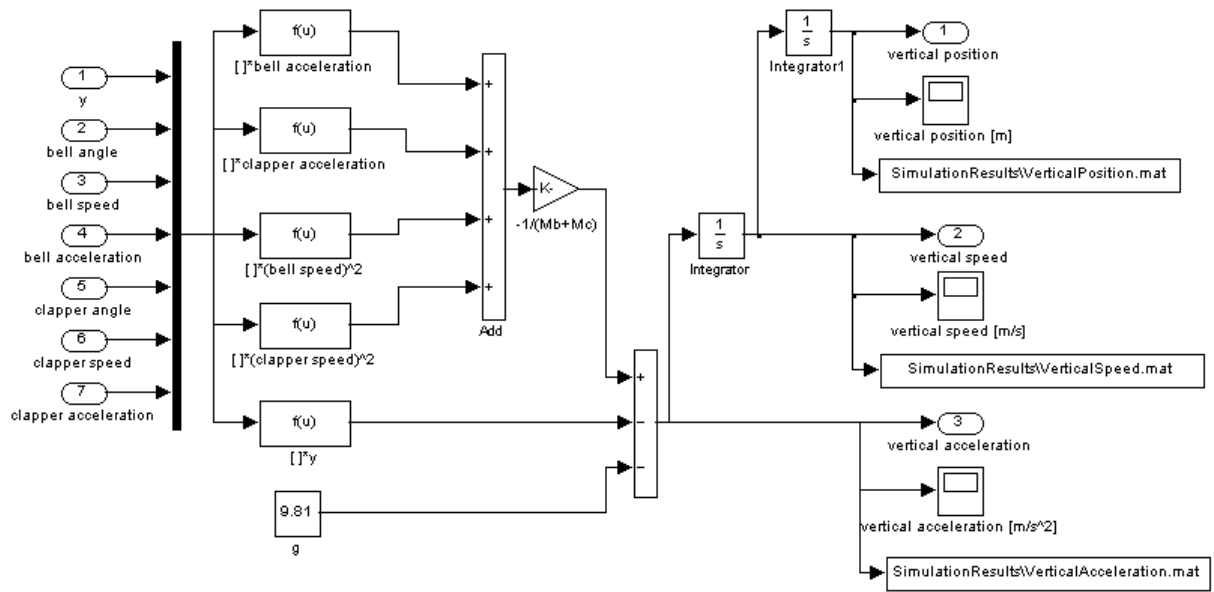 1
y
2
bell angle
3
bell speed
4
bell acceleration
5
clapper angle
6
clapper speed
7
clapper acceleration
f(u)
[ ]*bell acceleration
f(u)
[ ]*clapper acceleration
f(u)
[ ]*(bell speed)^2
f(u)
[ ]*(clapper speed)^2
f(u)
[ ]*y
9.81
g
+
+
+
+
Add
K-
-1/(Mb+Mc)
+
−
−
1
s
Integrator
1
s
Integrator1
1
vertical position
vertical position [m]
SimulationResults\VerticalPosition.mat
2
vertical speed
vertical speed [m/s]
SimulationResults\VerticalSpeed.mat
3
vertical acceleration
vertical acceleration [m/s^2]
SimulationResults\VerticalAcceleration.mat